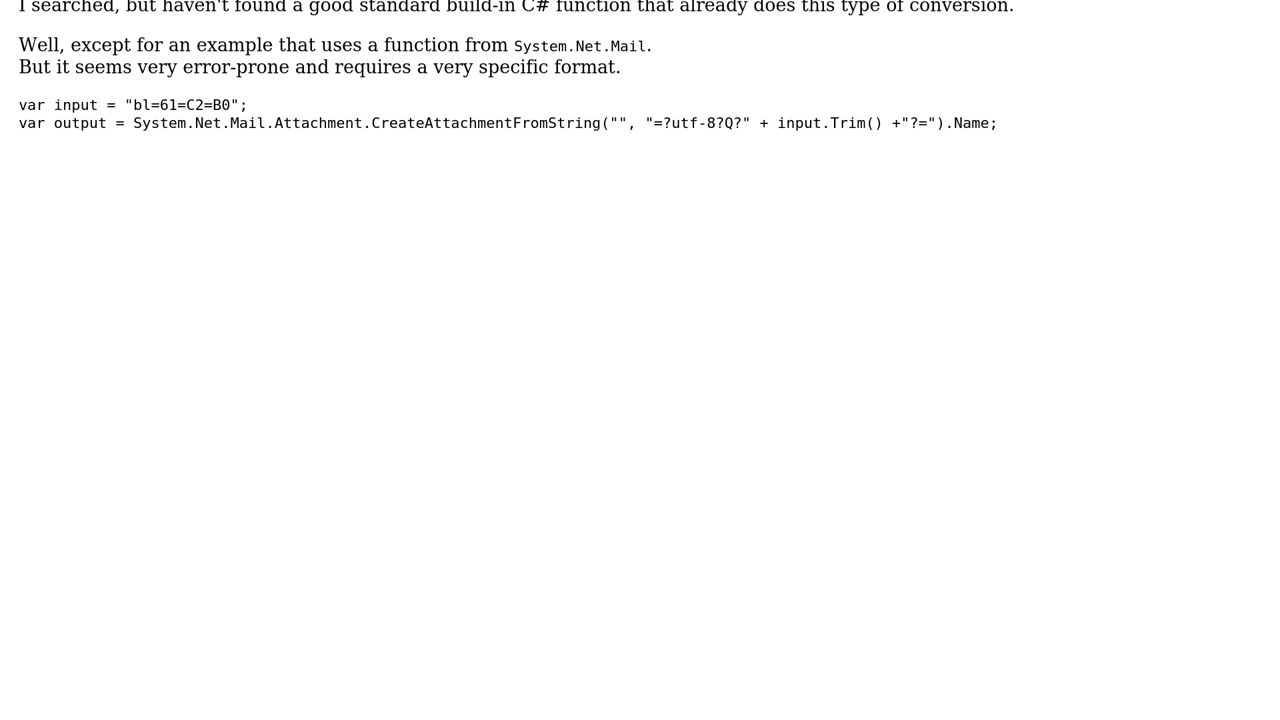 I searched, but haven't found a good standard build-in C# function that already does this type of conversion.
Well, except for an example that uses a function from System.Net.Mail.
But it seems very error-prone and requires a very specific format.
var input = "bl=61=C2=B0";
var output = System.Net.Mail.Attachment.CreateAttachmentFromString("", "=?utf-8?Q?" + input.Trim() +"?=").Name;